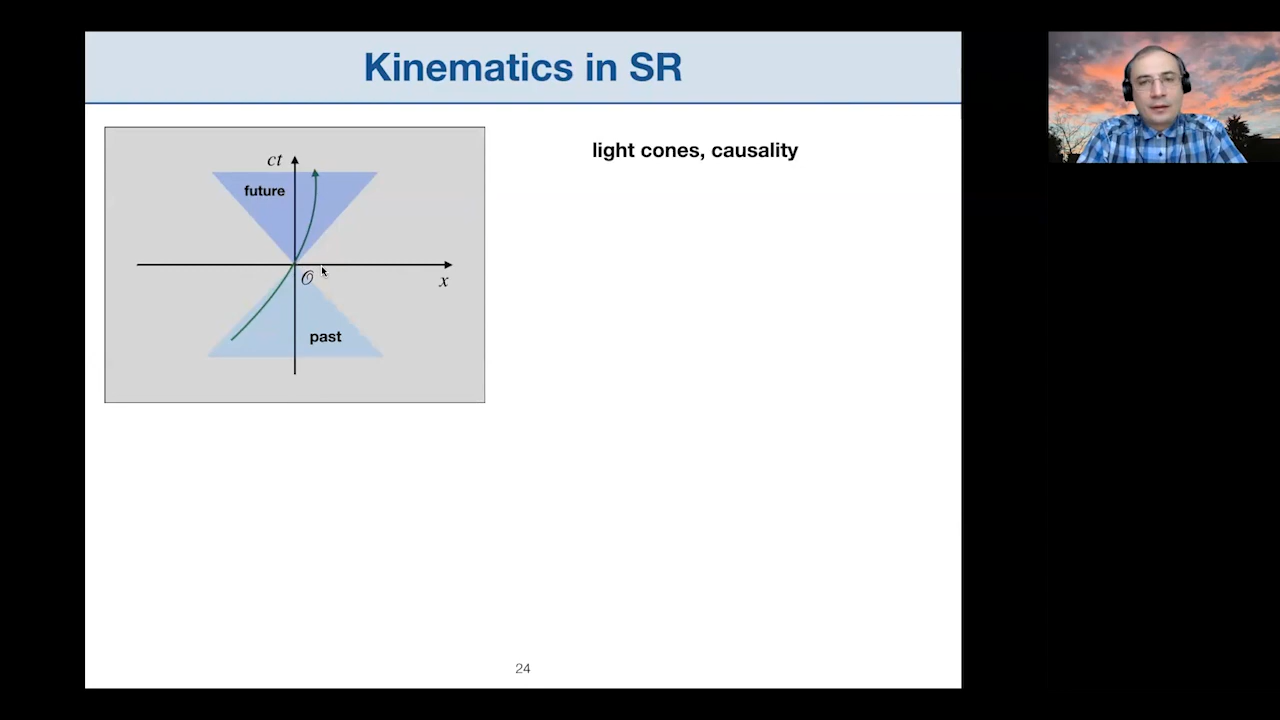 Kinematics in SR
light cones, causality
ct
future
𝒪
x
past
24